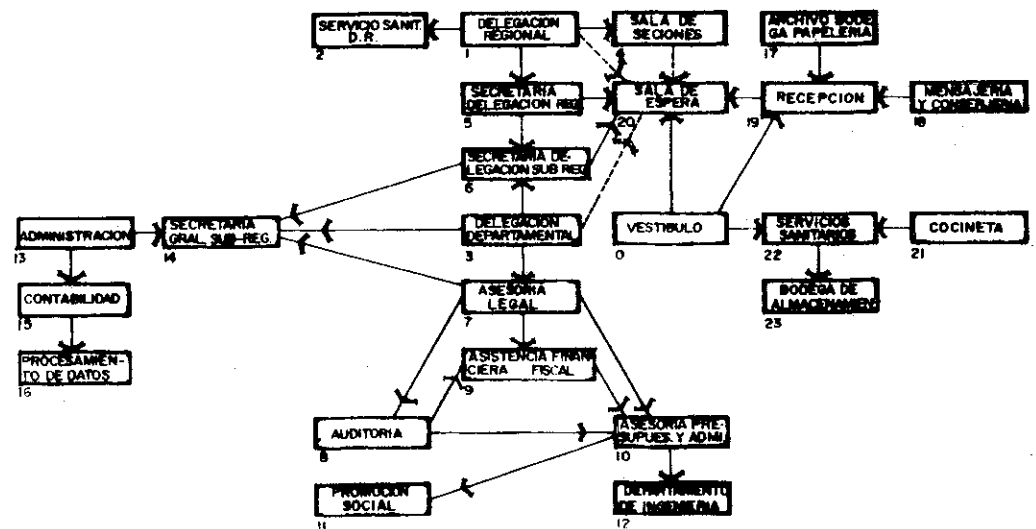 SERVICIO SANIT.
D.R.
2
DELEGACION
REGIONAL
1
SALA DE
SECIONES
4
ARCHIVO BODE
GA PAPELERIA
17
SECRETARIA
DELEGACION REG
5
SALA DE
ESPERA
20
RECEPCION
19
MENSAJERIA
Y CONSERJERIA
18
SECRETARIA DE-
LEGACION SUB REG
6
ADMINISTRACION
13
SECRETARIA
GRAL. SUB-REG.
14
DELEGACION
DEPARTAMENTAL
3
VESTIBULO
0
SERVICIOS
SANITARIOS
22
COCINETA
21
CONTABILIDAD
15
ASESORIA
LEGAL
7
BODEGA DE
ALMACENAMIEN
23
PROCESAMIEN-
TO DE DATOS
16
ASISTENCIA FINAN
CIERA FISCAL
9
AUDITORIA
8
ASESORIA PRE-
SUPUES. Y ADMI.
10
PROMOCION
SOCIAL
11
DEPARTAMENTO
DE INGENIERIA
12